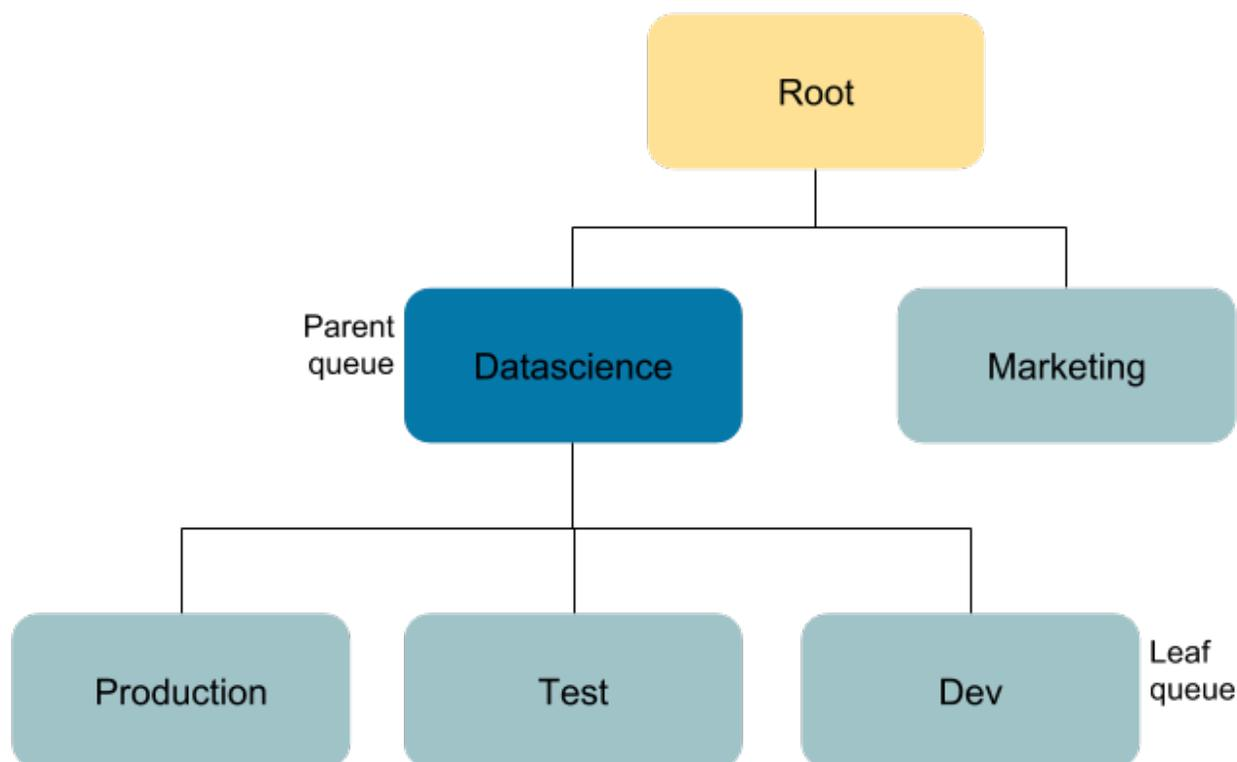 Root
Parent
queue
Datascience
Marketing
Production
Test
Dev
Leaf
queue